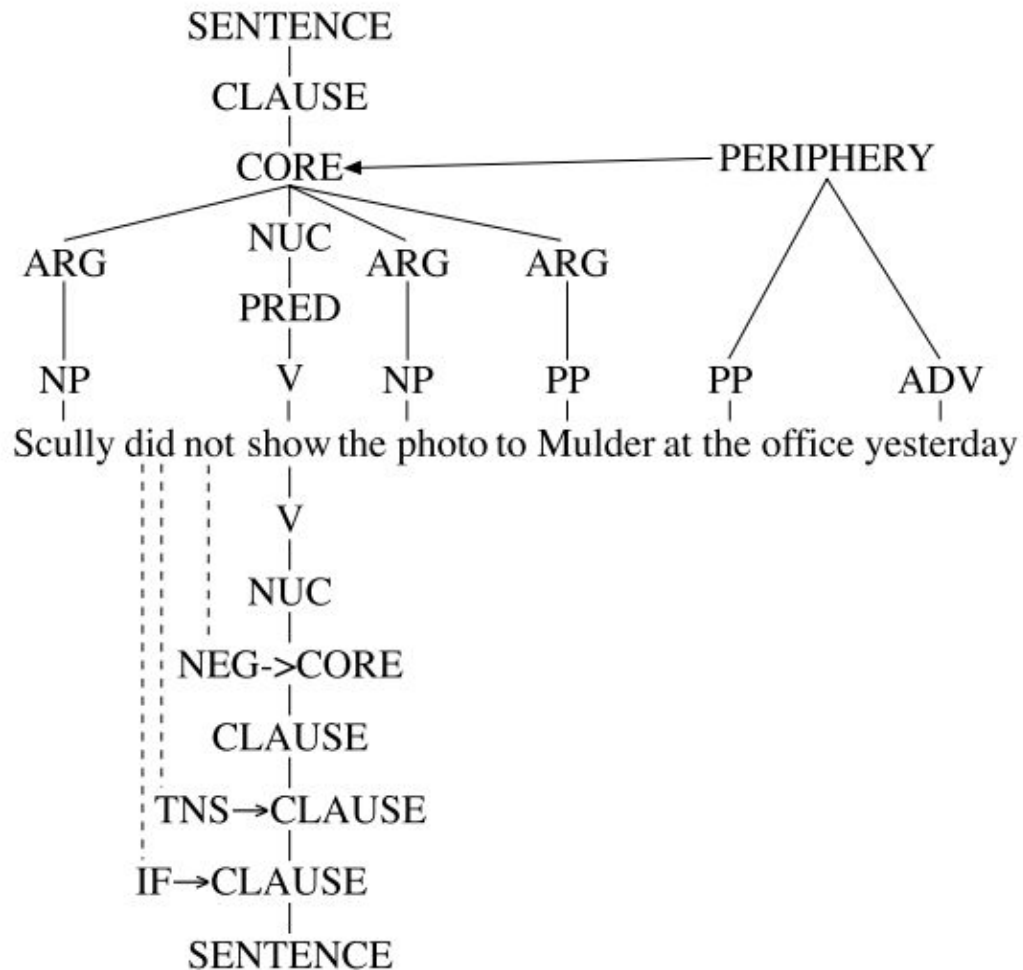 SENTENCE
CLAUSE
CORE PERIPHERY
NUC
ARG ARG ARG
PRED
NP V NP PP PP ADV
Scully did not show the photo to Mulder at the office yesterday
V
NUC
NEG->CORE
CLAUSE
TNS→CLAUSE
IF→CLAUSE
SENTENCE